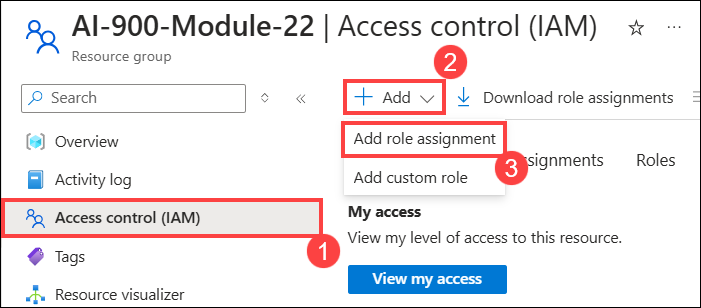 AI-900-Module-22 | Access control (IAM)
Resource group
2
Search
Add
Download role assignments
Overview
Add role assignment
3
Roles
Activity log
Add custom role
Access control (IAM)
1
My access
View my level of access to this resource.
Tags
View my access
Resource visualizer